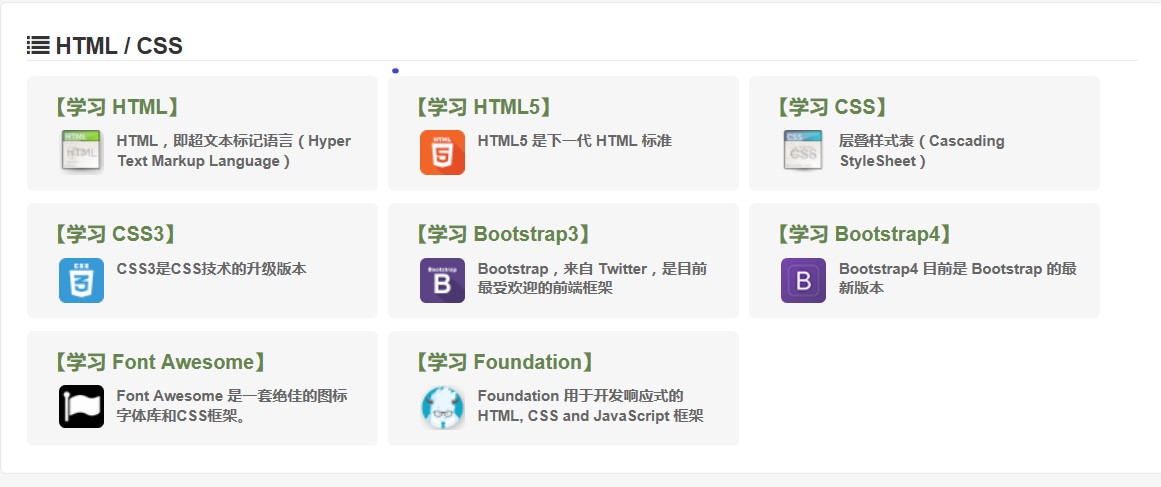 HTML / CSS
【学习 HTML】
HTML
HTML
HTML，即超文本标记语言（Hyper
Text Markup Language）
【学习 HTML5】
HTML
5
HTML5 是下一代 HTML 标准
【学习 CSS】
CSS
CSS
层叠样式表（Cascading
StyleSheet）
【学习 CSS3】
CSS
3
CSS3是CSS技术的升级版本
【学习 Bootstrap3】
Bootstrap
B
Bootstrap，来自 Twitter，是目前
最受欢迎的前端框架
【学习 Bootstrap4】
B
Bootstrap4 目前是 Bootstrap 的最
新版本
【学习 Font Awesome】
Font Awesome 是一套绝佳的图标
字体库和CSS框架。
【学习 Foundation】
Foundation 用于开发响应式的
HTML, CSS and JavaScript 框架